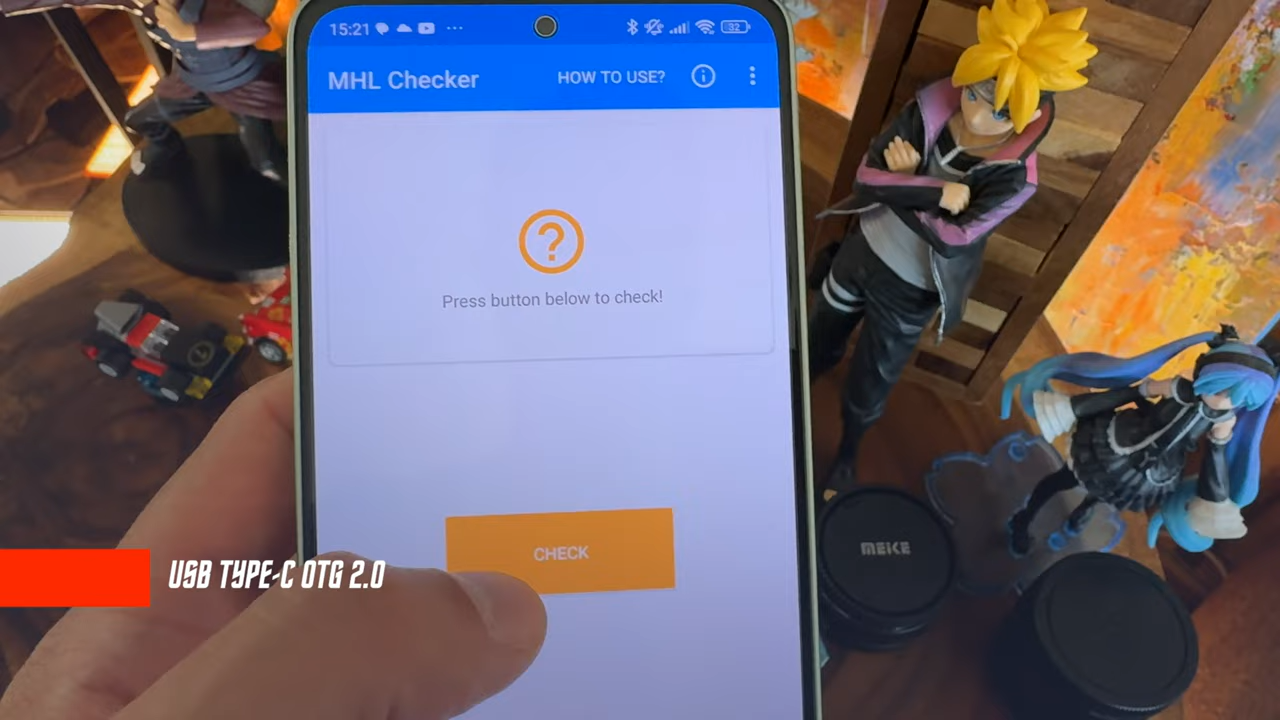 15:21 ... 32
MHL Checker HOW TO USE?
Press button below to check!
CHECK
MEIKE
USB TYPE-C OTG 2.0